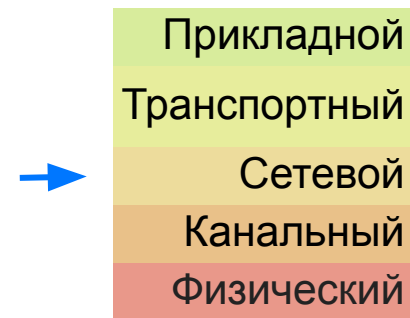 Прикладной
Транспортный
Сетевой
Канальный
Физический